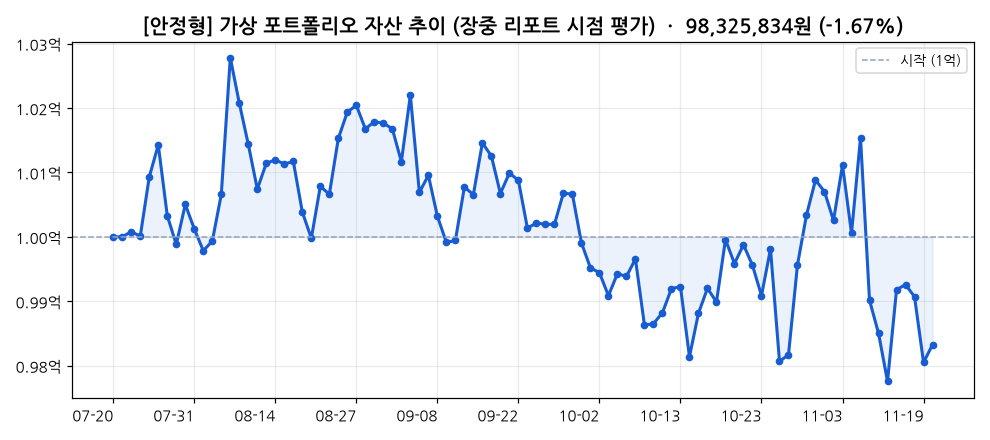 [안정형] 가상 포트폴리오 자산 추이 (장중 리포트 시점 평가) · 98,325,834원 (-1.67%)
시작 (1억)
1.03억
1.02억
1.01억
1.00억
0.99억
0.98억
07-20 07-31 08-14 08-27 09-08 09-22 10-02 10-13 10-23 11-03 11-19